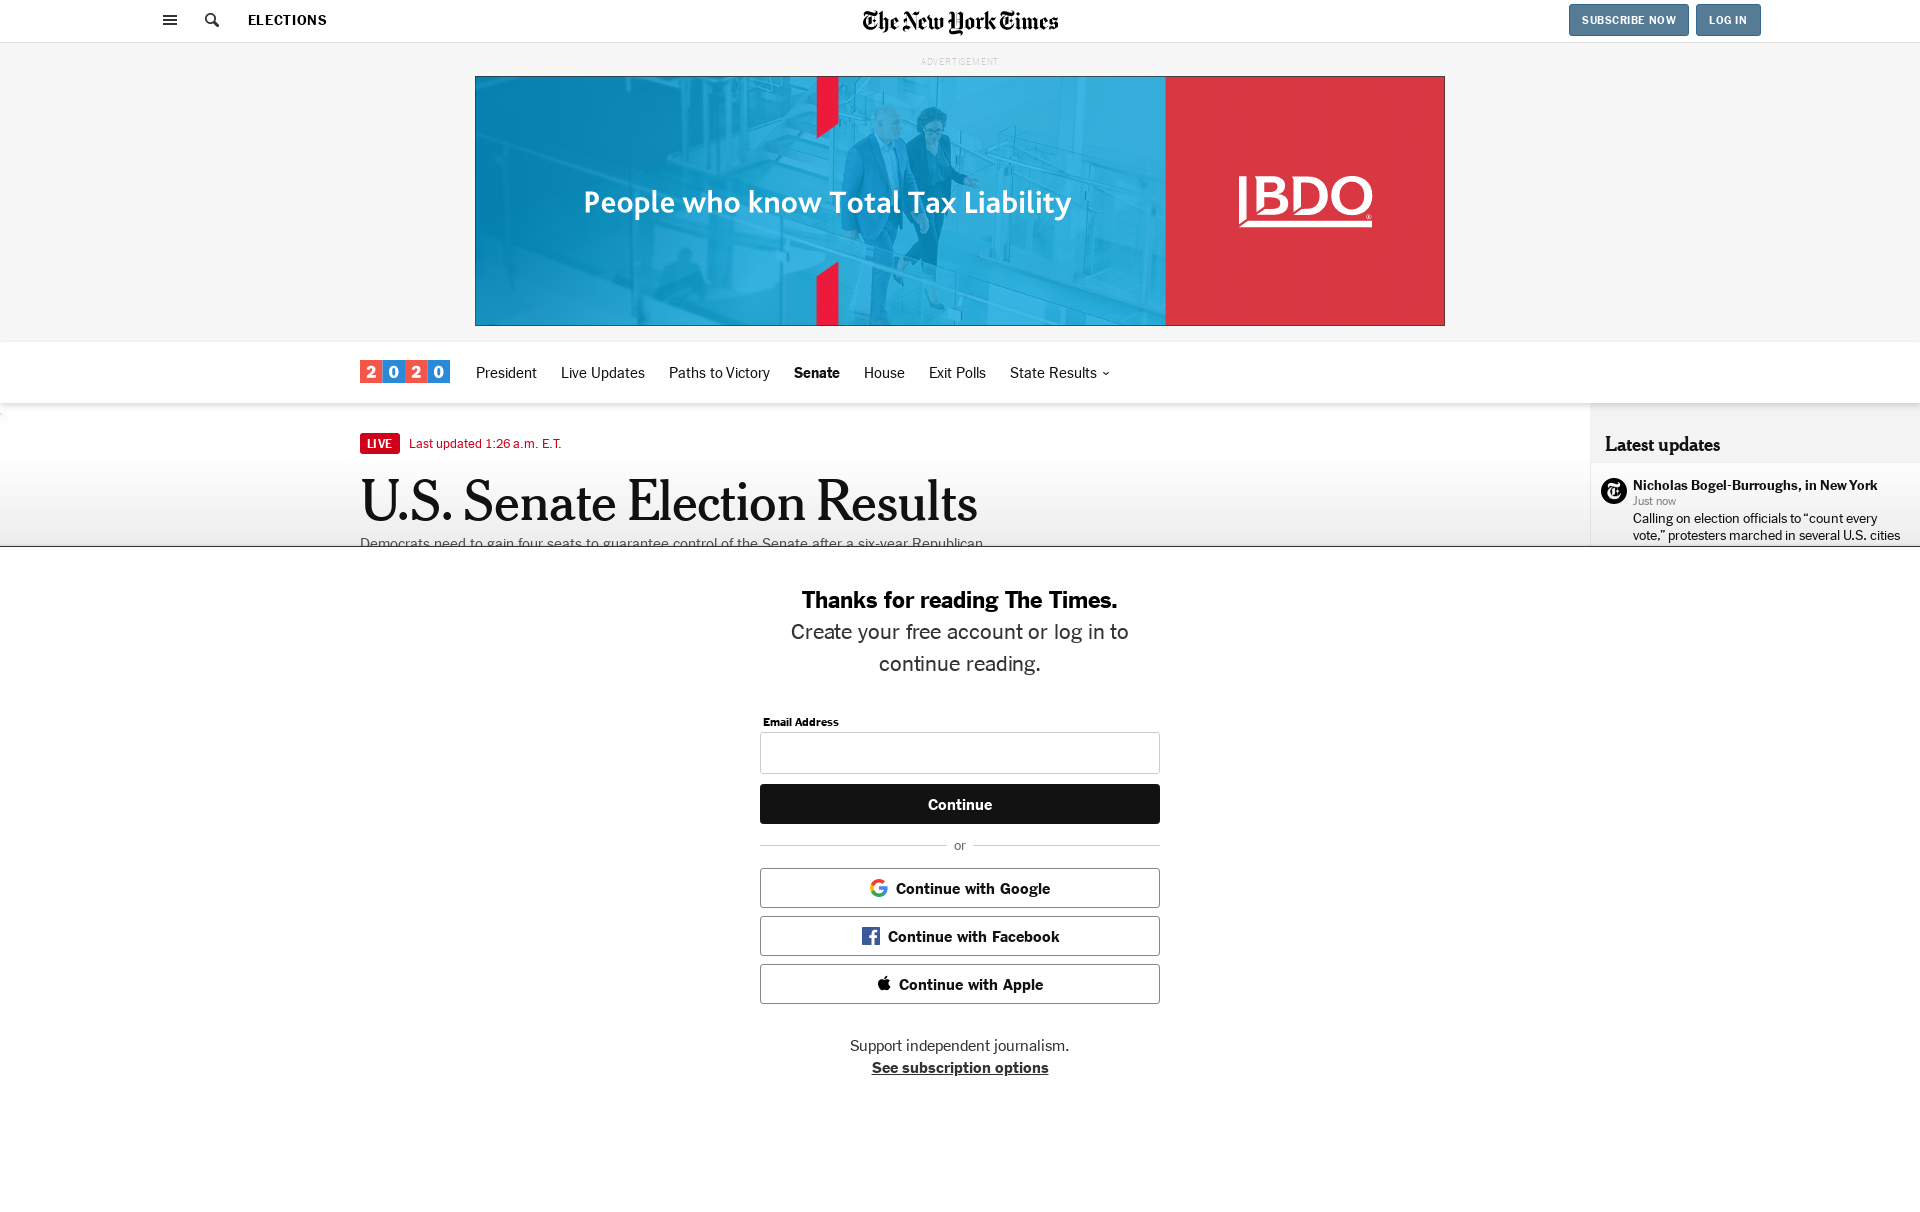 ELECTIONS
The New York Times
SUBSCRIBE NOW
LOG IN
ADVERTISEMENT
People who know Total Tax Liability
BDO
2020
President
Live Updates
Paths to Victory
Senate
House
Exit Polls
State Results
LIVE
Last updated 1:26 a.m. E.T.
U.S. Senate Election Results
Democrats need to gain four seats to guarantee control of the Senate after a six-year Republican
Latest updates
Nicholas Bogel-Burroughs, in New York
Just now
Calling on election officials to “count every
vote,” protesters marched in several U.S. cities
Thanks for reading The Times.
Create your free account or log in to
continue reading.
Email Address
Continue
or
Continue with Google
Continue with Facebook
Continue with Apple
Support independent journalism.
See subscription options